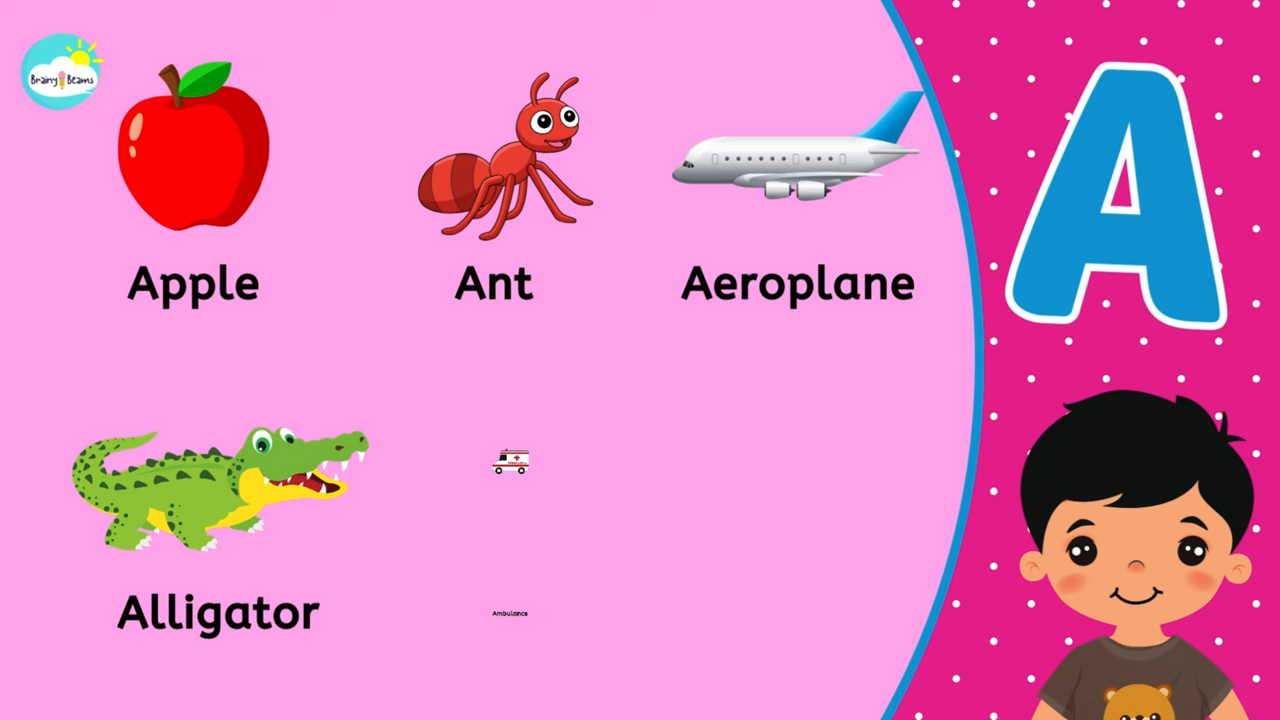 Brainy Beams
Apple
Ant
Aeroplane
A
Alligator
Ambulance